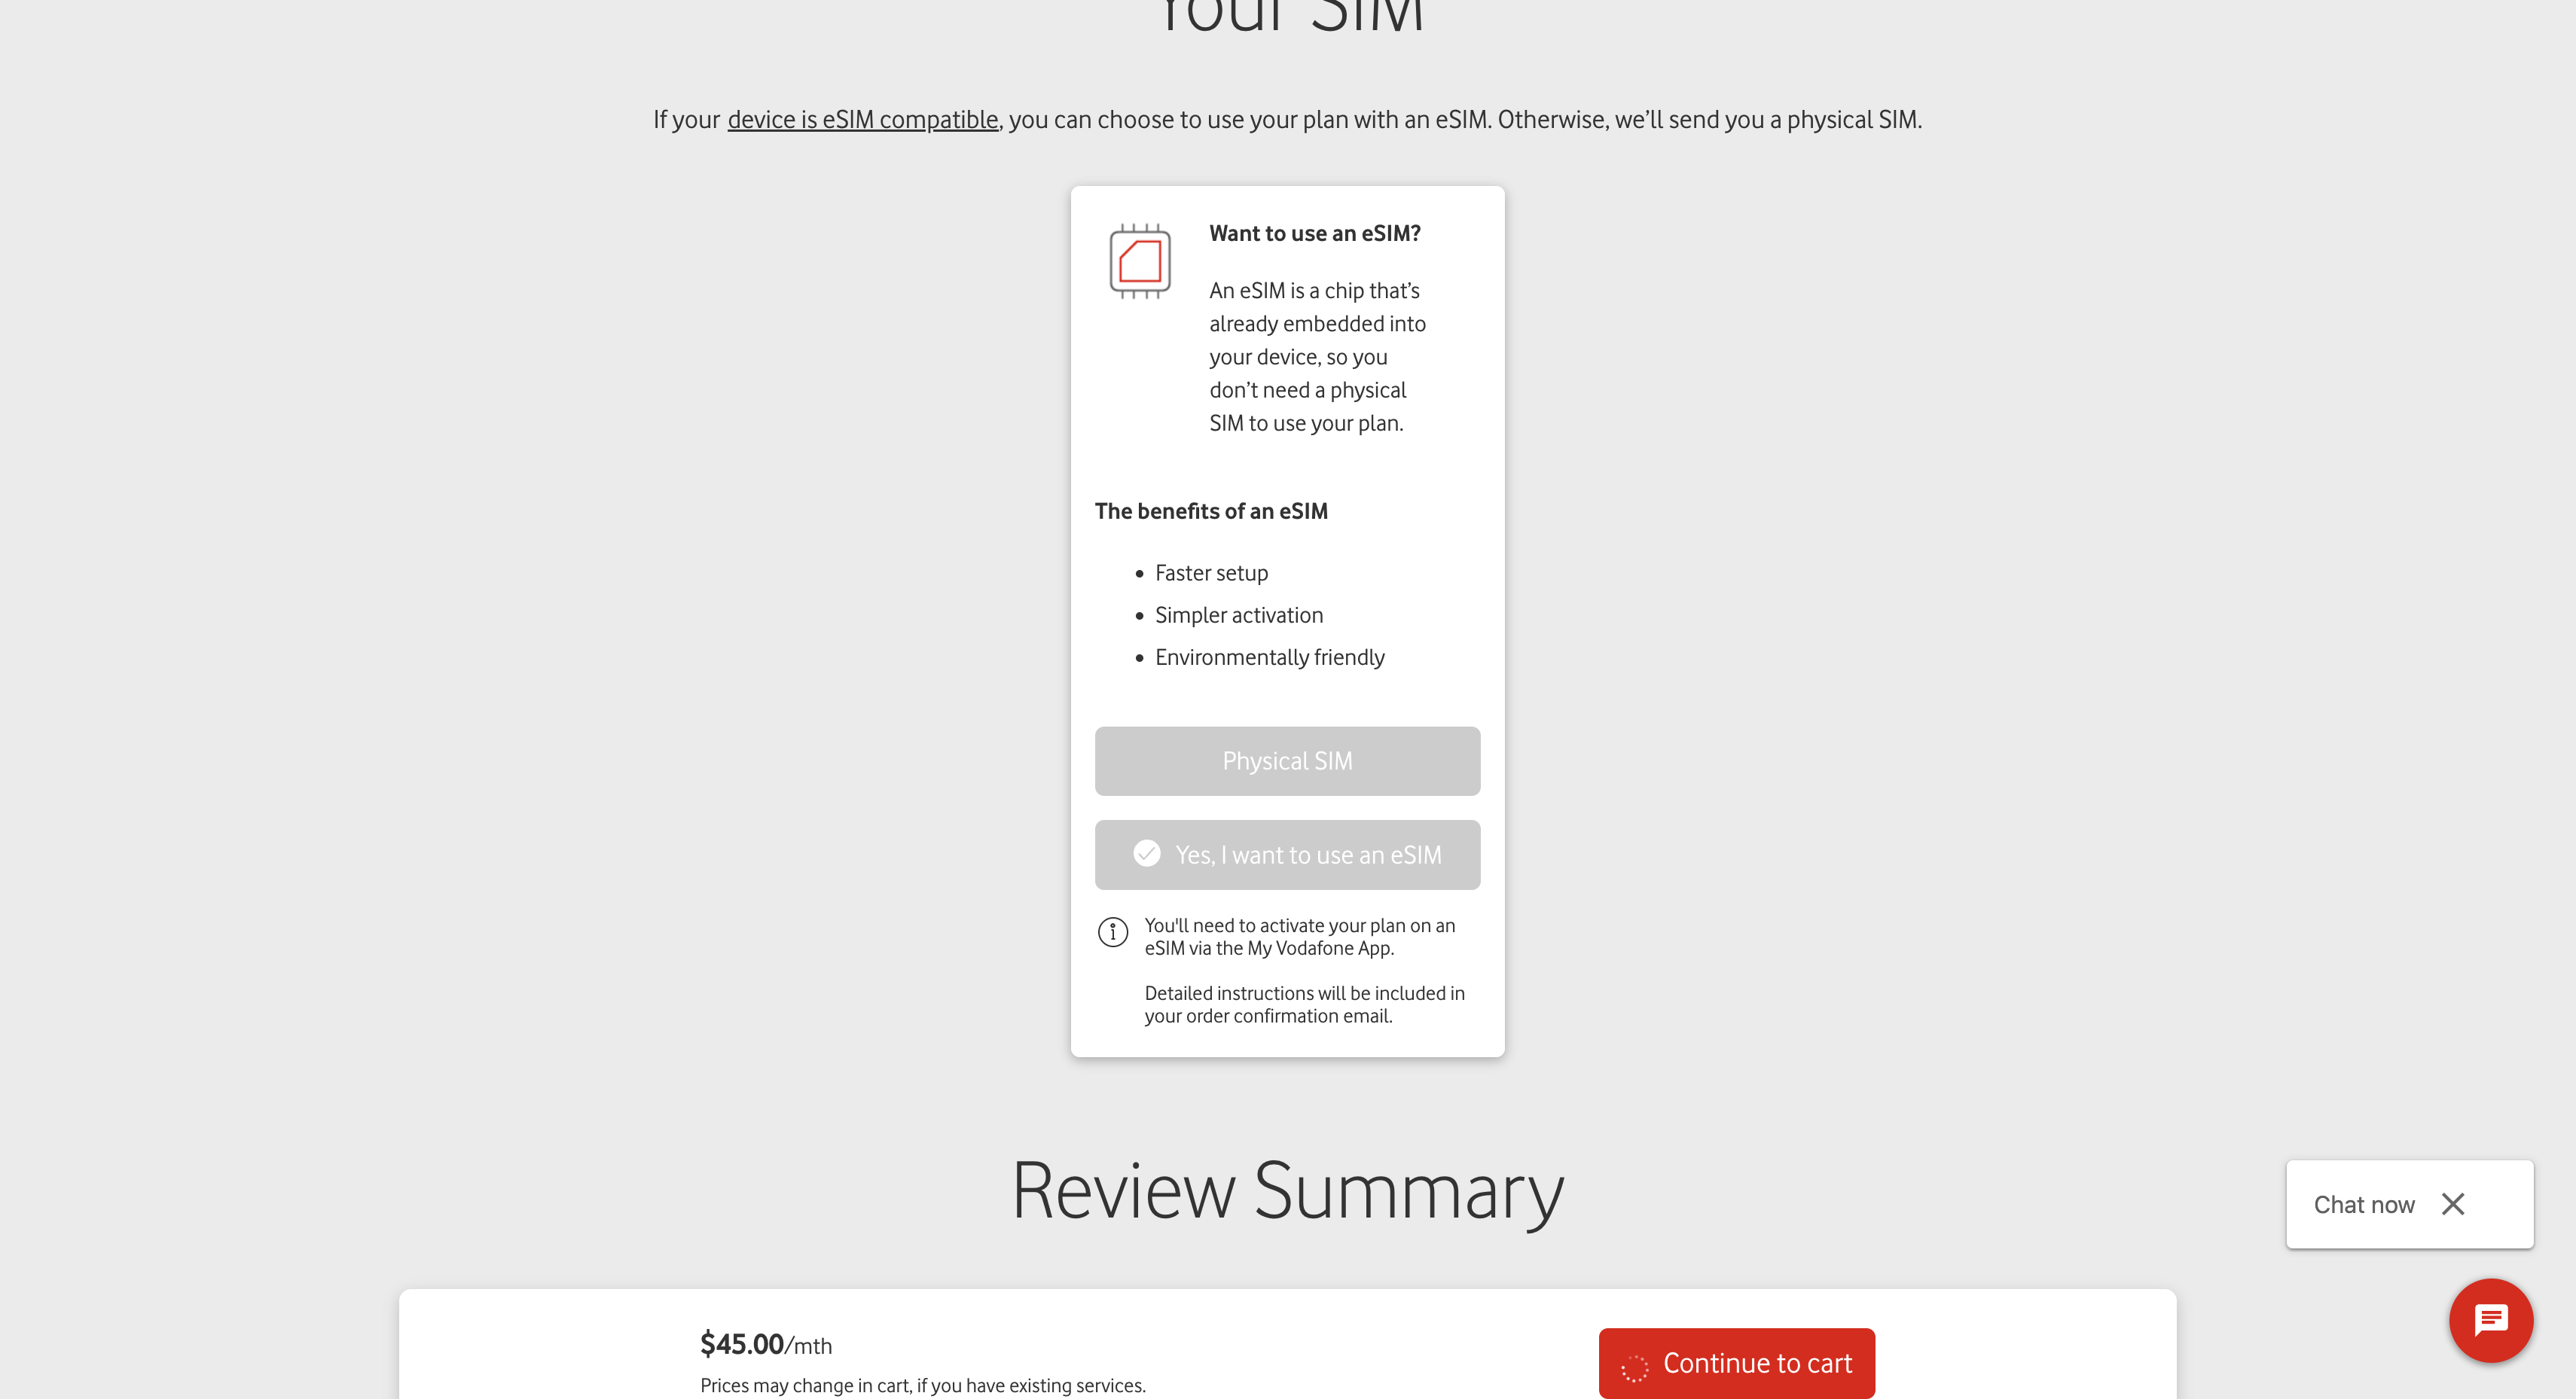 Your SIM
If your device is eSIM compatible, you can choose to use your plan with an eSIM. Otherwise, we’ll send you a physical SIM.
Want to use an eSIM?
An eSIM is a chip that’s
already embedded into
your device, so you
don’t need a physical
SIM to use your plan.
The benefits of an eSIM
• Faster setup
• Simpler activation
• Environmentally friendly
Physical SIM
Yes, I want to use an eSIM
You'll need to activate your plan on an
eSIM via the My Vodafone App.
Detailed instructions will be included in
your order confirmation email.
Review Summary
Chat now
$45.00/mth
Continue to cart
Prices may change in cart, if you have existing services.